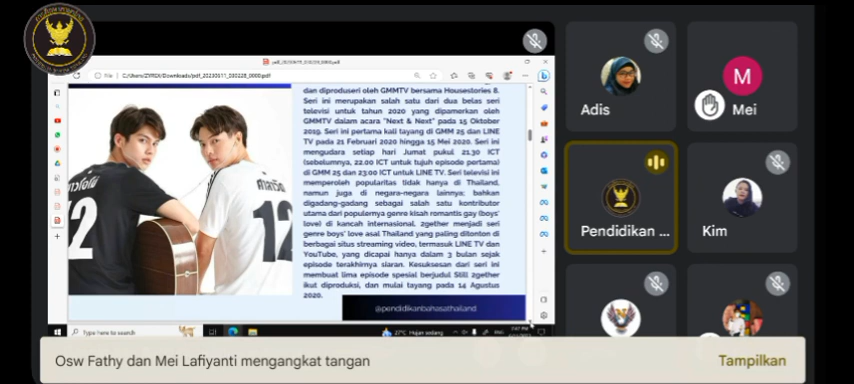 C:/Users/ZYREX/Downloads/pdf_20230611_030228_0000.pdf
dan diproduseri oleh GMMTV bersama Housestories 8.
Seri ini merupakan salah satu dari dua belas seri
televisi untuk tahun 2020 yang dipamerkan oleh
GMMTV dalam acara "Next & Next" pada 15 Oktober
2019. Seri ini pertama kali tayang di GMM 25 dan LINE
TV pada 21 Februari 2020 hingga 15 Mei 2020. Seri ini
mengudara setiap hari Jumat pukul 21.30 ICT
(sebelumnya, 22.00 ICT untuk tujuh episode pertama)
di GMM 25 dan 23:00 ICT untuk LINE TV. Seri televisi ini
memperoleh popularitas tidak hanya di Thailand,
namun juga di negara-negara lainnya; bahkan
digadang-gadang sebagai salah satu kontributor
utama dari populernya genre kisah romantis gay (boys'
love) di kancah internasional. 2gether menjadi seri
genre boys' love asal Thailand yang paling ditonton di
berbagai situs streaming video, termasuk LINE TV dan
YouTube, yang dicapai hanya dalam 3 bulan sejak
episode terakhirnya siaran. Kesuksesan dari seri ini
membuat lima episode spesial berjudul Still 2gether
ikut diproduksi, dan mulai tayang pada 14 Agustus
2020.
@pendidikanbahasathailand
12
12
Type here to search
27°C Hujan sedang
Adis
M
Mei
Pendidikan ...
Kim
Osw Fathy dan Mei Lafiyanti mengangkat tangan
Tampilkan